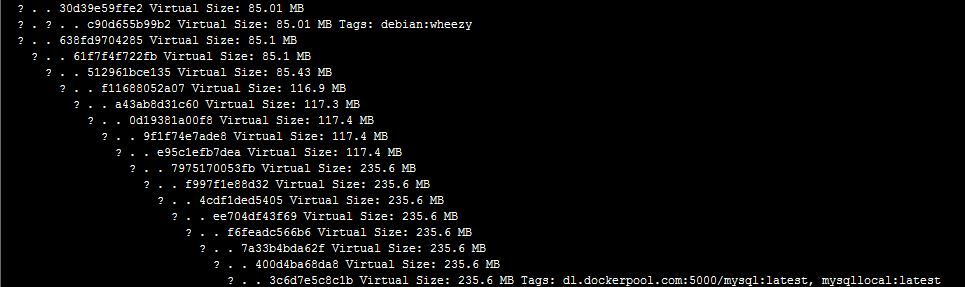 ? . . 30d39e59ffe2 Virtual Size: 85.01 MB
? . ? . . c90d655b99b2 Virtual Size: 85.01 MB Tags: debian:wheezy
? . . 638fd9704285 Virtual Size: 85.1 MB
? . . 61f7f4f722fb Virtual Size: 85.1 MB
? . . 512961bce135 Virtual Size: 85.43 MB
? . . f11688052a07 Virtual Size: 116.9 MB
? . . a43ab8d31c60 Virtual Size: 117.3 MB
? . . 0d19381a00f8 Virtual Size: 117.4 MB
? . . 9f1f74e7ade8 Virtual Size: 117.4 MB
? . . e95c1efb7dea Virtual Size: 117.4 MB
? . . 7975170053fb Virtual Size: 235.6 MB
? . . f997f1e88d32 Virtual Size: 235.6 MB
? . . 4cdf1ded5405 Virtual Size: 235.6 MB
? . . ee704df43f69 Virtual Size: 235.6 MB
? . . f6feadc566b6 Virtual Size: 235.6 MB
? . . 7a33b4bda62f Virtual Size: 235.6 MB
? . . 400d4ba68da8 Virtual Size: 235.6 MB
? . . 3c6d7e5c8c1b Virtual Size: 235.6 MB Tags: dl.dockerpool.com:5000/mysql:latest, mysqllocal:latest